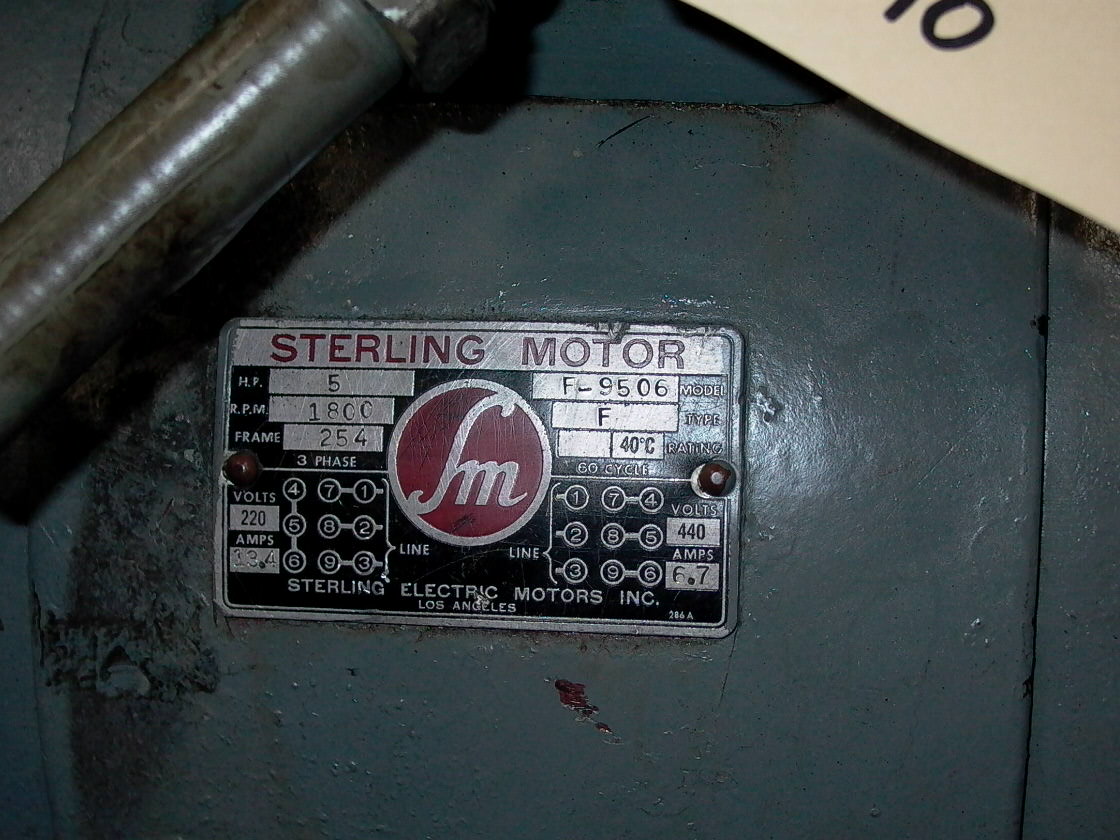 10
STERLING MOTOR
H.P. 5
R.P.M. 1800
FRAME 254
3 PHASE
Sm
F-9506 MODEL
F TYPE
40°C RATING
60 CYCLE
VOLTS
220
AMPS
13.4
4 7 1
5 8 2
6 9 3
LINE
LINE
1 7 4
2 8 5
3 9 6
VOLTS
440
AMPS
6.7
STERLING ELECTRIC MOTORS INC.
LOS ANGELES
286 A